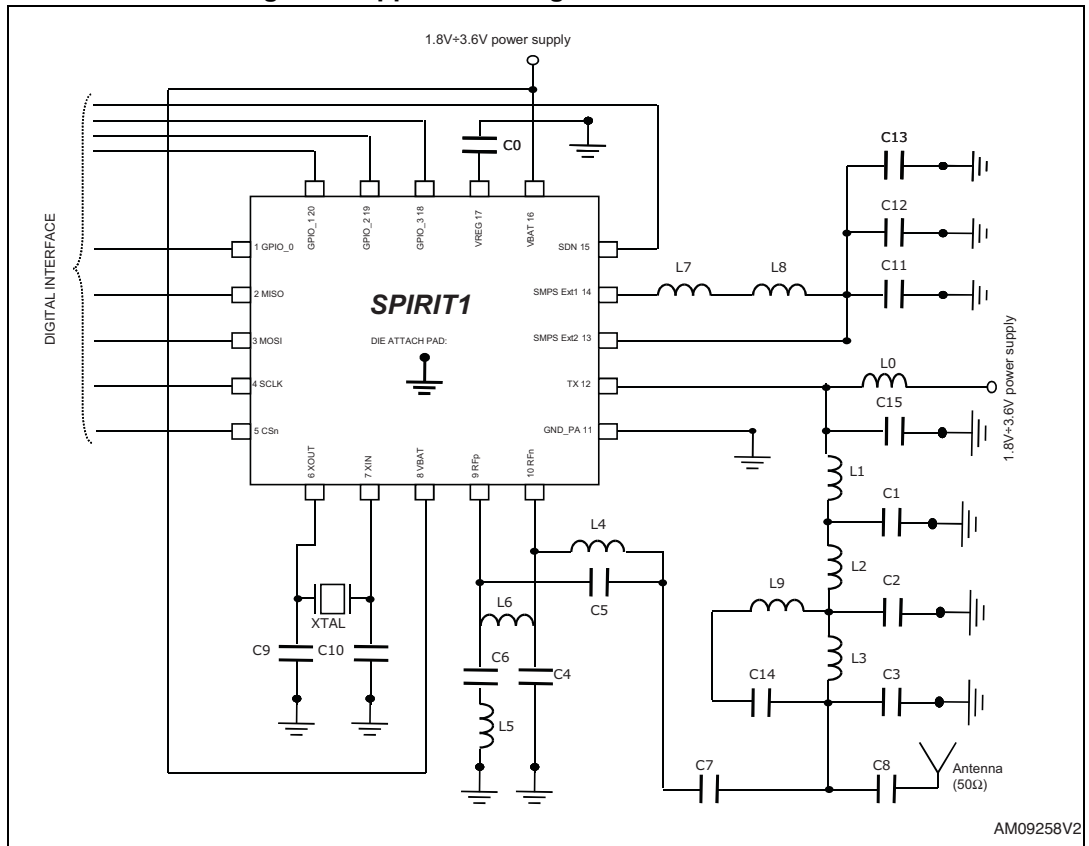 1.8V÷3.6V power supply
C0
C13
C12
C11
DIGITAL INTERFACE
GPIO_1 20
GPIO_2 19
GPIO_3 18
VREG 17
VBAT 16
1 GPIO_0
SDN 15
2 MISO
SPIRIT1
SMPS Ext1 14
L7
L8
3 MOSI
DIE ATTACH PAD:
SMPS Ext2 13
4 SCLK
TX 12
L0
1.8V÷3.6V power supply
C15
5 CSn
GND_PA 11
6 XOUT
7 XIN
8 VBAT
9 RFp
10 RFn
L1
C1
L4
L2
C2
C5
L9
L6
XTAL
C9
C10
C6
C4
L3
C14
C3
L5
C7
C8
Antenna
(50Ω)
AM09258V2